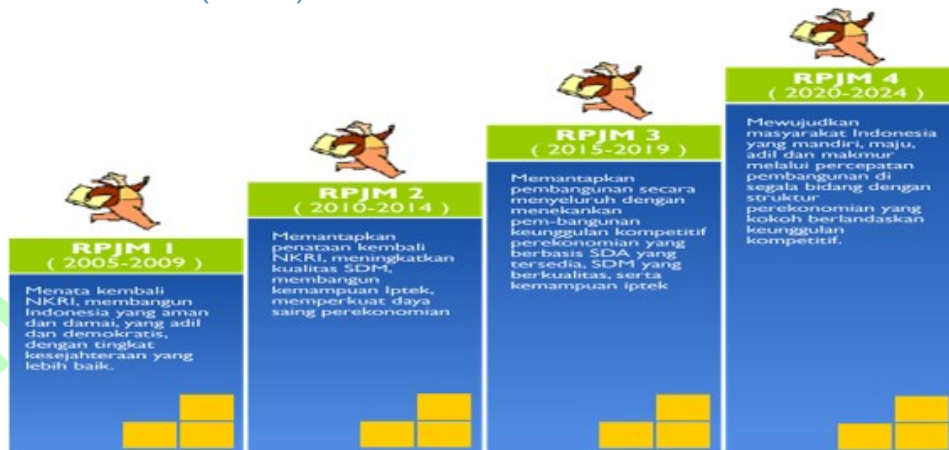 RPJM 1
( 2005-2009 )
Menata kembali
NKRI, membangun
Indonesia yang aman
dan damai, yang adil
dan demokratis,
dengan tingkat
kesejahteraan yang
lebih baik.
RPJM 2
( 2010-2014 )
Memantapkan
penataan kembali
NKRI, meningkatkan
kualitas SDM,
membangun
kemampuan Iptek,
memperkuat daya
saing perekonomian
RPJM 3
( 2015-2019 )
Memantapkan
pembangunan secara
menyeluruh dengan
menekankan
pem-bangunan
keunggulan kompetitif
perekonomian yang
berbasis SDA yang
tersedia, SDM yang
berkualitas, serta
kemampuan iptek
RPJM 4
( 2020-2024 )
Mewujudkan
masyarakat Indonesia
yang mandiri, maju,
adil dan makmur
melalui percepatan
pembangunan di
segala bidang dengan
struktur
perekonomian yang
kokoh berlandaskan
keunggulan
kompetitif.